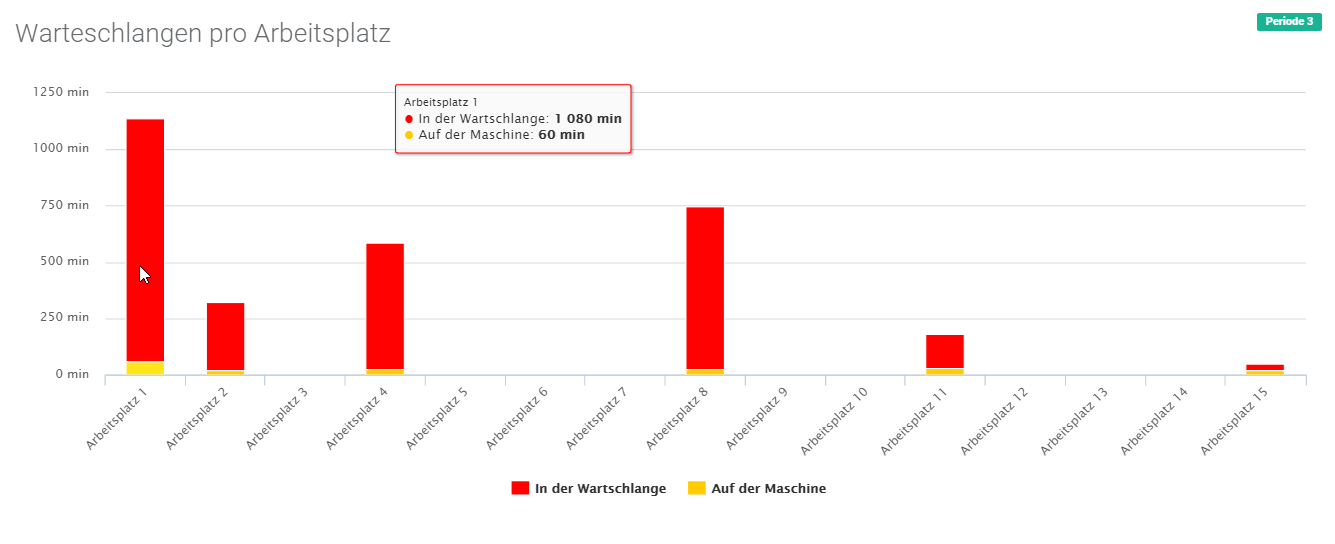 Warteschlangen pro Arbeitsplatz
Periode 3
1250 min
1000 min
750 min
500 min
250 min
0 min
Arbeitsplatz 1
In der Wartschlange: 1 080 min
Auf der Maschine: 60 min
Arbeitsplatz 1
Arbeitsplatz 2
Arbeitsplatz 3
Arbeitsplatz 4
Arbeitsplatz 5
Arbeitsplatz 6
Arbeitsplatz 7
Arbeitsplatz 8
Arbeitsplatz 9
Arbeitsplatz 10
Arbeitsplatz 11
Arbeitsplatz 12
Arbeitsplatz 13
Arbeitsplatz 14
Arbeitsplatz 15
In der Wartschlange
Auf der Maschine